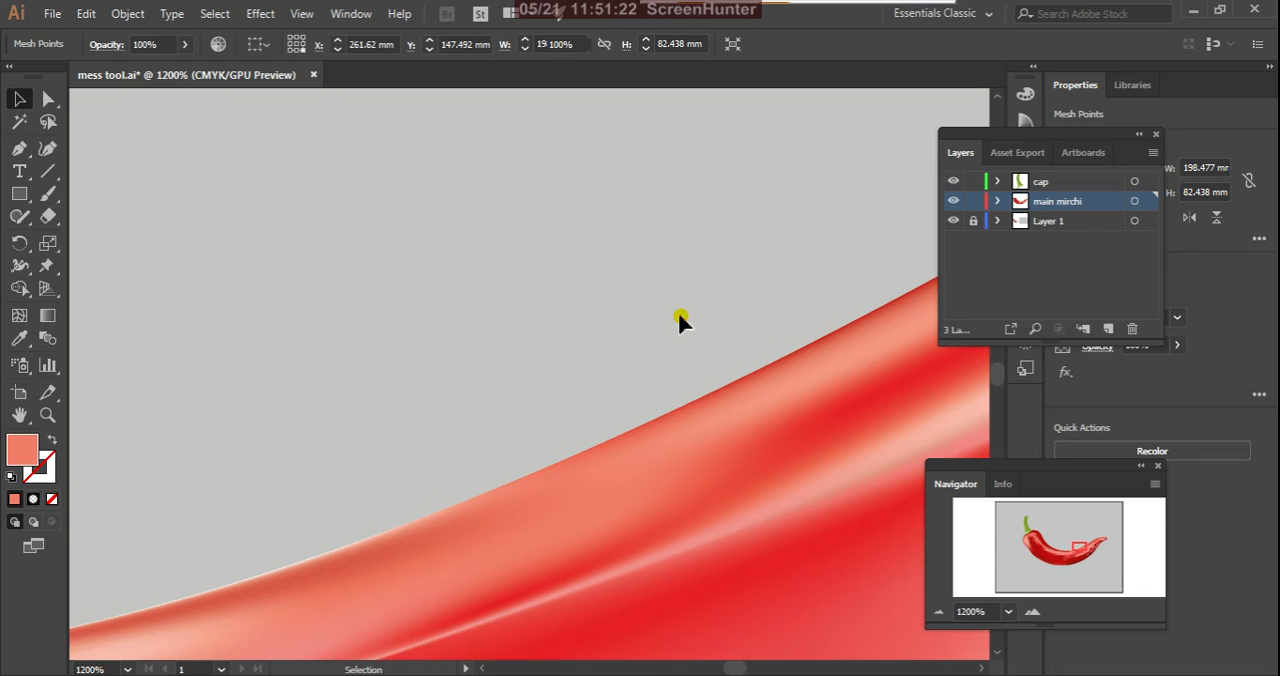 05/21 11:51:22 ScreenHunter
Ai File Edit Object Type Select Effect View Window Help Br St Essentials Classic Search Adobe Stock
Mesh Points Opacity: 100% X: 261.62 mm Y: 147.492 mm W: 19 100% H: 82.438 mm
mess tool.ai* @ 1200% (CMYK/GPU Preview)
Properties Libraries
Mesh Points
Layers Asset Export Artboards
W: 198.477 mm
H: 82.438 mm
cap
main mirchi
Layer 1
3 La...
Opacity
fx.
Quick Actions
Recolor
Navigator Info
1200%
1200% 1 Selection